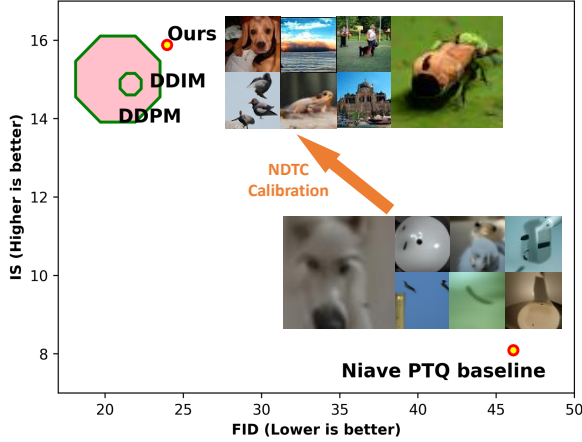 16
14
12
10
8
IS (Higher is better)
Ours
DDIM
DDPM
NDTC
Calibration
Niave PTQ baseline
20
25
30
35
40
45
50
FID (Lower is better)